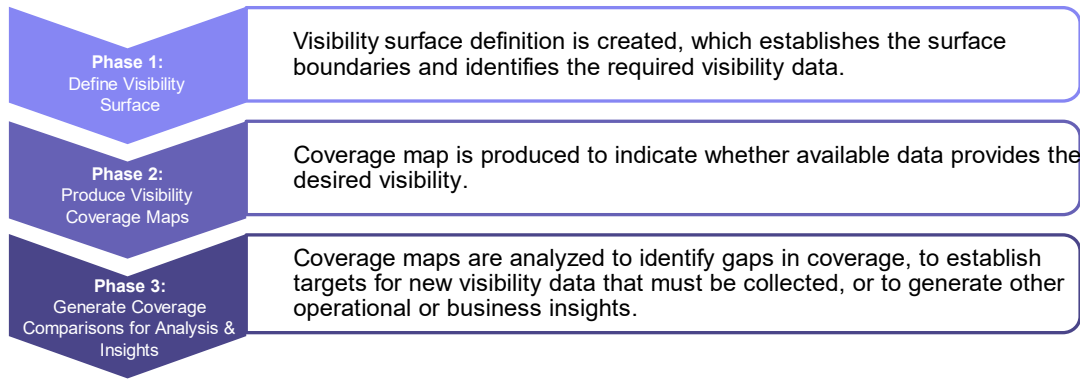 Phase 1:
Define Visibility
Surface
Visibility surface definition is created, which establishes the surface
boundaries and identifies the required visibility data.
Phase 2:
Produce Visibility
Coverage Maps
Coverage map is produced to indicate whether available data provides the
desired visibility.
Phase 3:
Generate Coverage
Comparisons for Analysis &
Insights
Coverage maps are analyzed to identify gaps in coverage, to establish
targets for new visibility data that must be collected, or to generate other
operational or business insights.